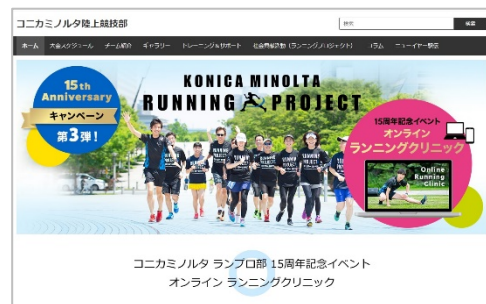 コニカミノルタ陸上競技部
検索
検索
ホーム 大会スケジュール チーム紹介 ギャラリー トレーニング&サポート 社会貢献活動（ランニングプロジェクト） コラム ニューイヤー駅伝
15th
Anniversary
キャンペーン
第3弾！
KONICA MINOLTA
RUNNING PROJECT
15周年記念イベント
オンライン
ランニングクリニック
Online
Running
Clinic
コニカミノルタ ランプロ部 15周年記念イベント
オンライン ランニングクリニック